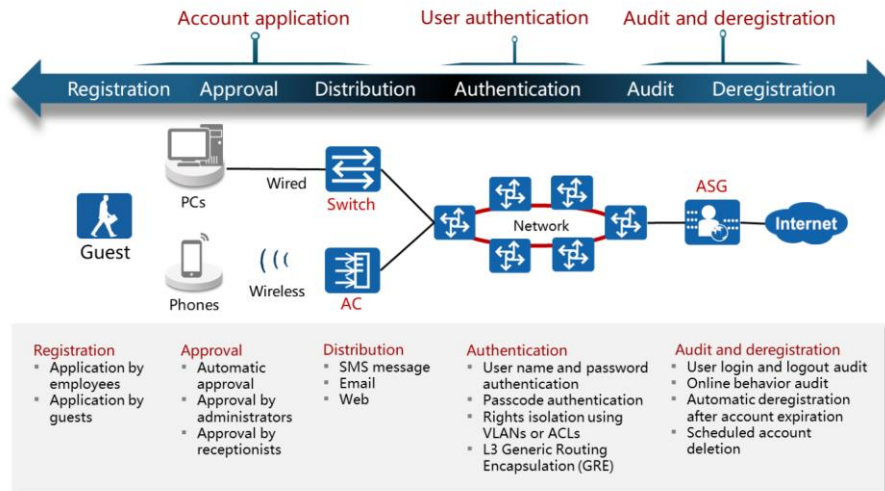 Account application
User authentication
Audit and deregistration
Registration
Approval
Distribution
Authentication
Audit
Deregistration
PCs
Wired
Switch
Guest
Network
ASG
Internet
Phones
Wireless
AC
Registration
▪ Application by
employees
▪ Application by
guests
Approval
▪ Automatic
approval
▪ Approval by
administrators
▪ Approval by
receptionists
Distribution
▪ SMS message
▪ Email
▪ Web
Authentication
▪ User name and password
authentication
▪ Passcode authentication
▪ Rights isolation using
VLANs or ACLs
▪ L3 Generic Routing
Encapsulation (GRE)
Audit and deregistration
▪ User login and logout audit
▪ Online behavior audit
▪ Automatic deregistration
after account expiration
▪ Scheduled account
deletion